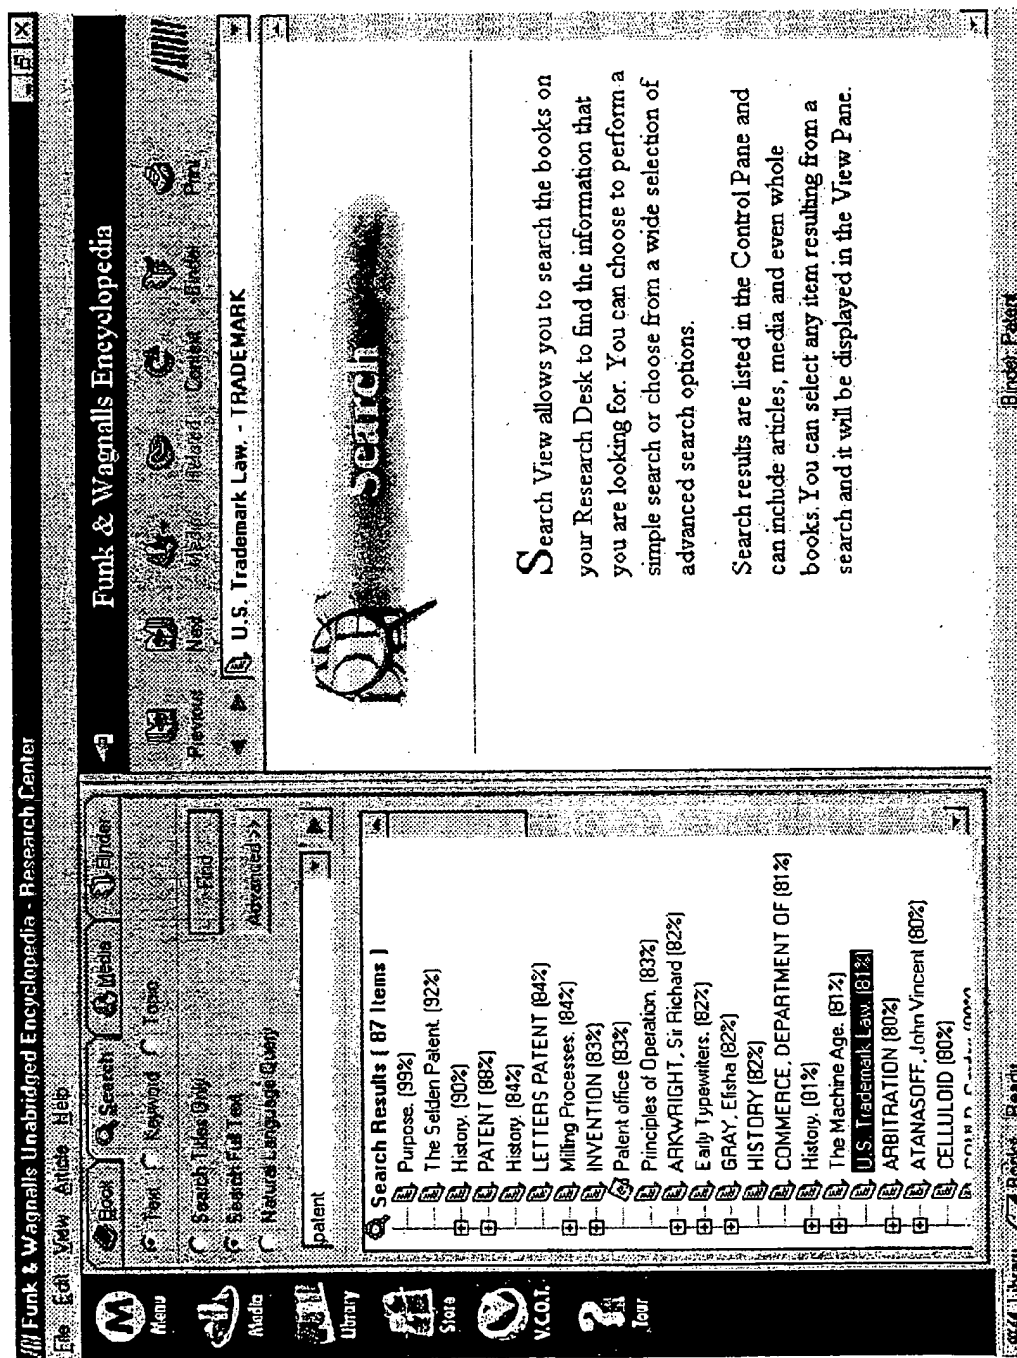 Funk & Wagnalls Unabridged Encyclopedia - Research Center
File Edit View Article Help
Menu
Media
Library
Store
V.C.O.T.
Tour
Book
Search
Media
Binder
Text Keyword Topic
Search Titles Only
Search Full Text
Natural Language Query
Find
Advanced >>
patent
Search Results [ 87 Items ]
Purpose. (99%)
The Selden Patent. (92%)
History. (90%)
PATENT (88%)
History. (84%)
LETTERS PATENT (84%)
Milling Processes. (84%)
INVENTION (83%)
Patent office (83%)
Principles of Operation. (83%)
ARKWRIGHT, Sir Richard (82%)
Early Typewriters. (82%)
GRAY, Elisha (82%)
HISTORY (82%)
COMMERCE, DEPARTMENT OF (81%)
History. (81%)
The Machine Age. (81%)
U.S. Trademark Law. (81%)
ARBITRATION (80%)
ATANASOFF, John Vincent (80%)
CELLULOID (80%)
Funk & Wagnalls Encyclopedia
Previous Next Media Related Context Binder Print
U.S. Trademark Law. - TRADEMARK
Search
Search View allows you to search the books on
your Research Desk to find the information that
you are looking for. You can choose to perform a
simple search or choose from a wide selection of
advanced search options.
Search results are listed in the Control Pane and
can include articles, media and even whole
books. You can select any item resulting from a
search and it will be displayed in the View Pane.
Library Ready
Binder: Patent